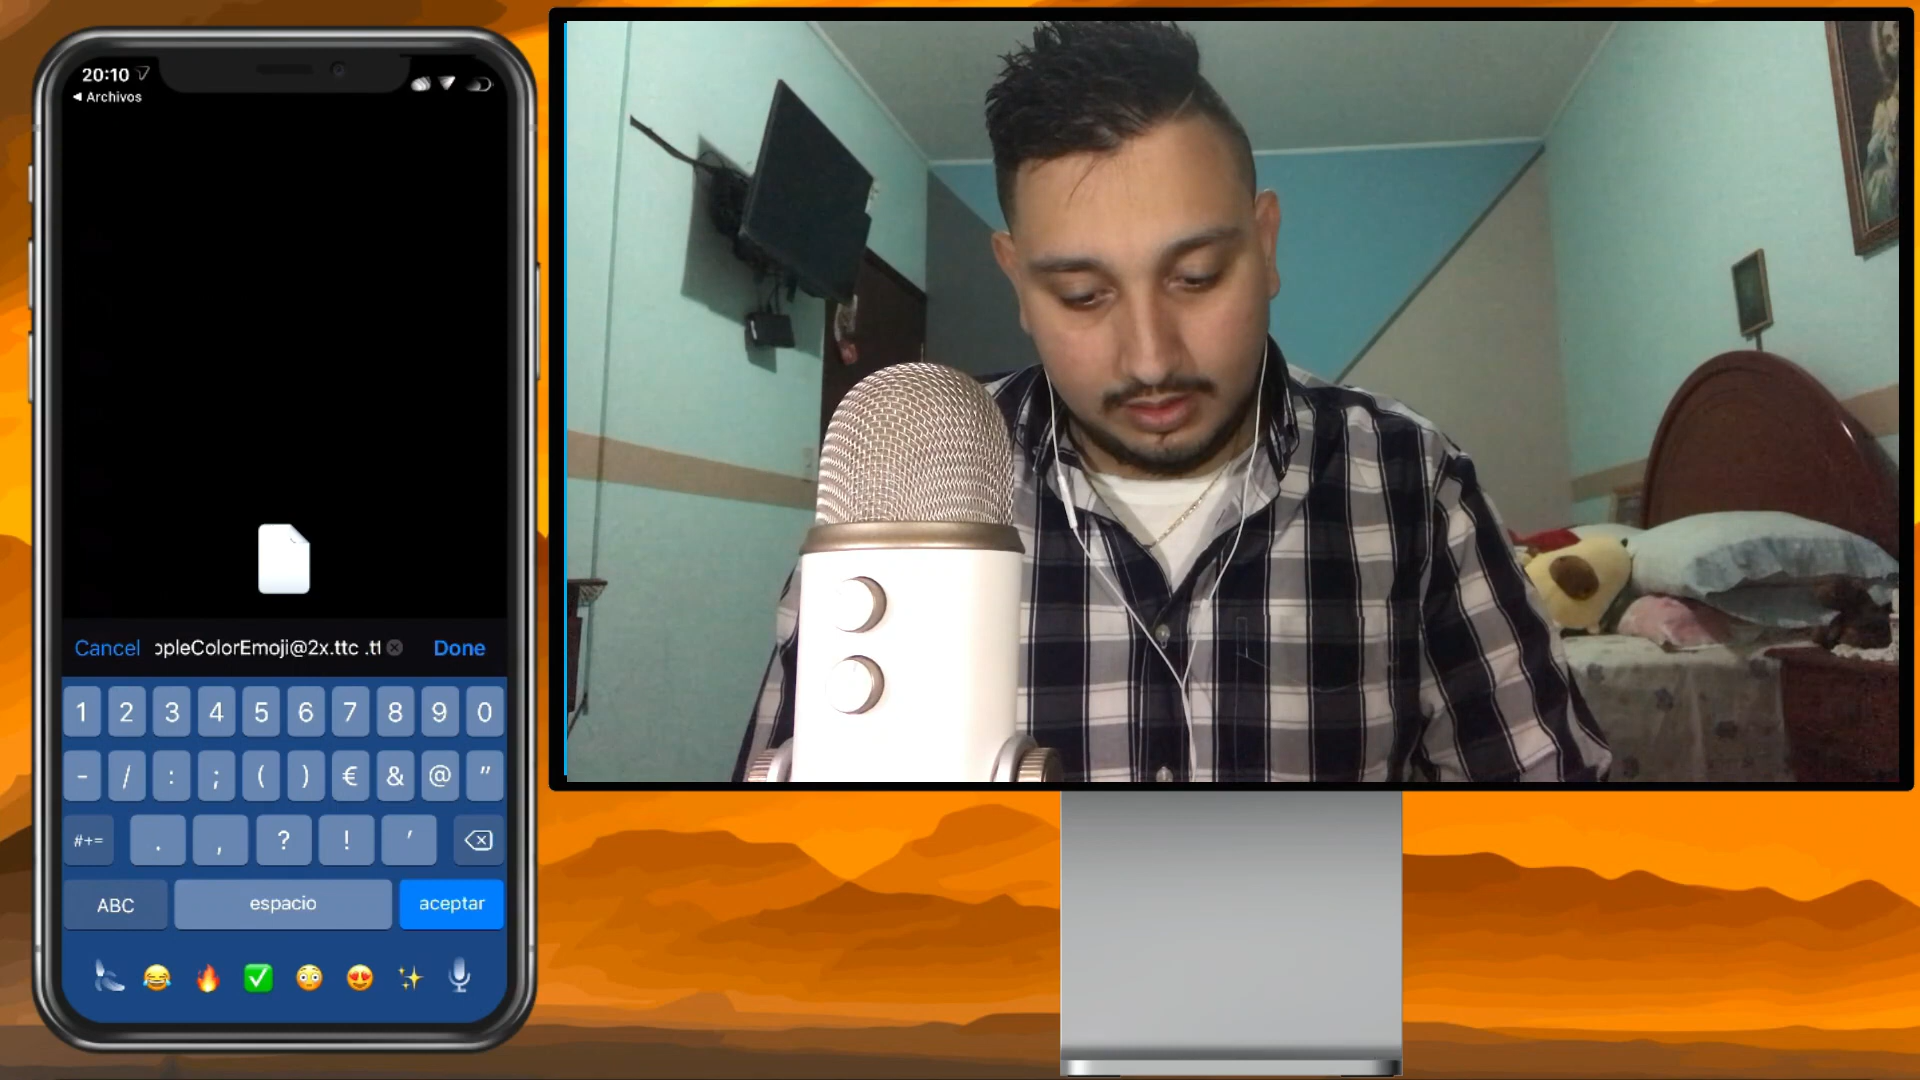 20:10
◀ Archivos
Cancel ppleColorEmoji@2x.ttc .tt Done
1 2 3 4 5 6 7 8 9 0
- / : ; ( ) € & @ "
#+= . , ? ! '
ABC espacio aceptar